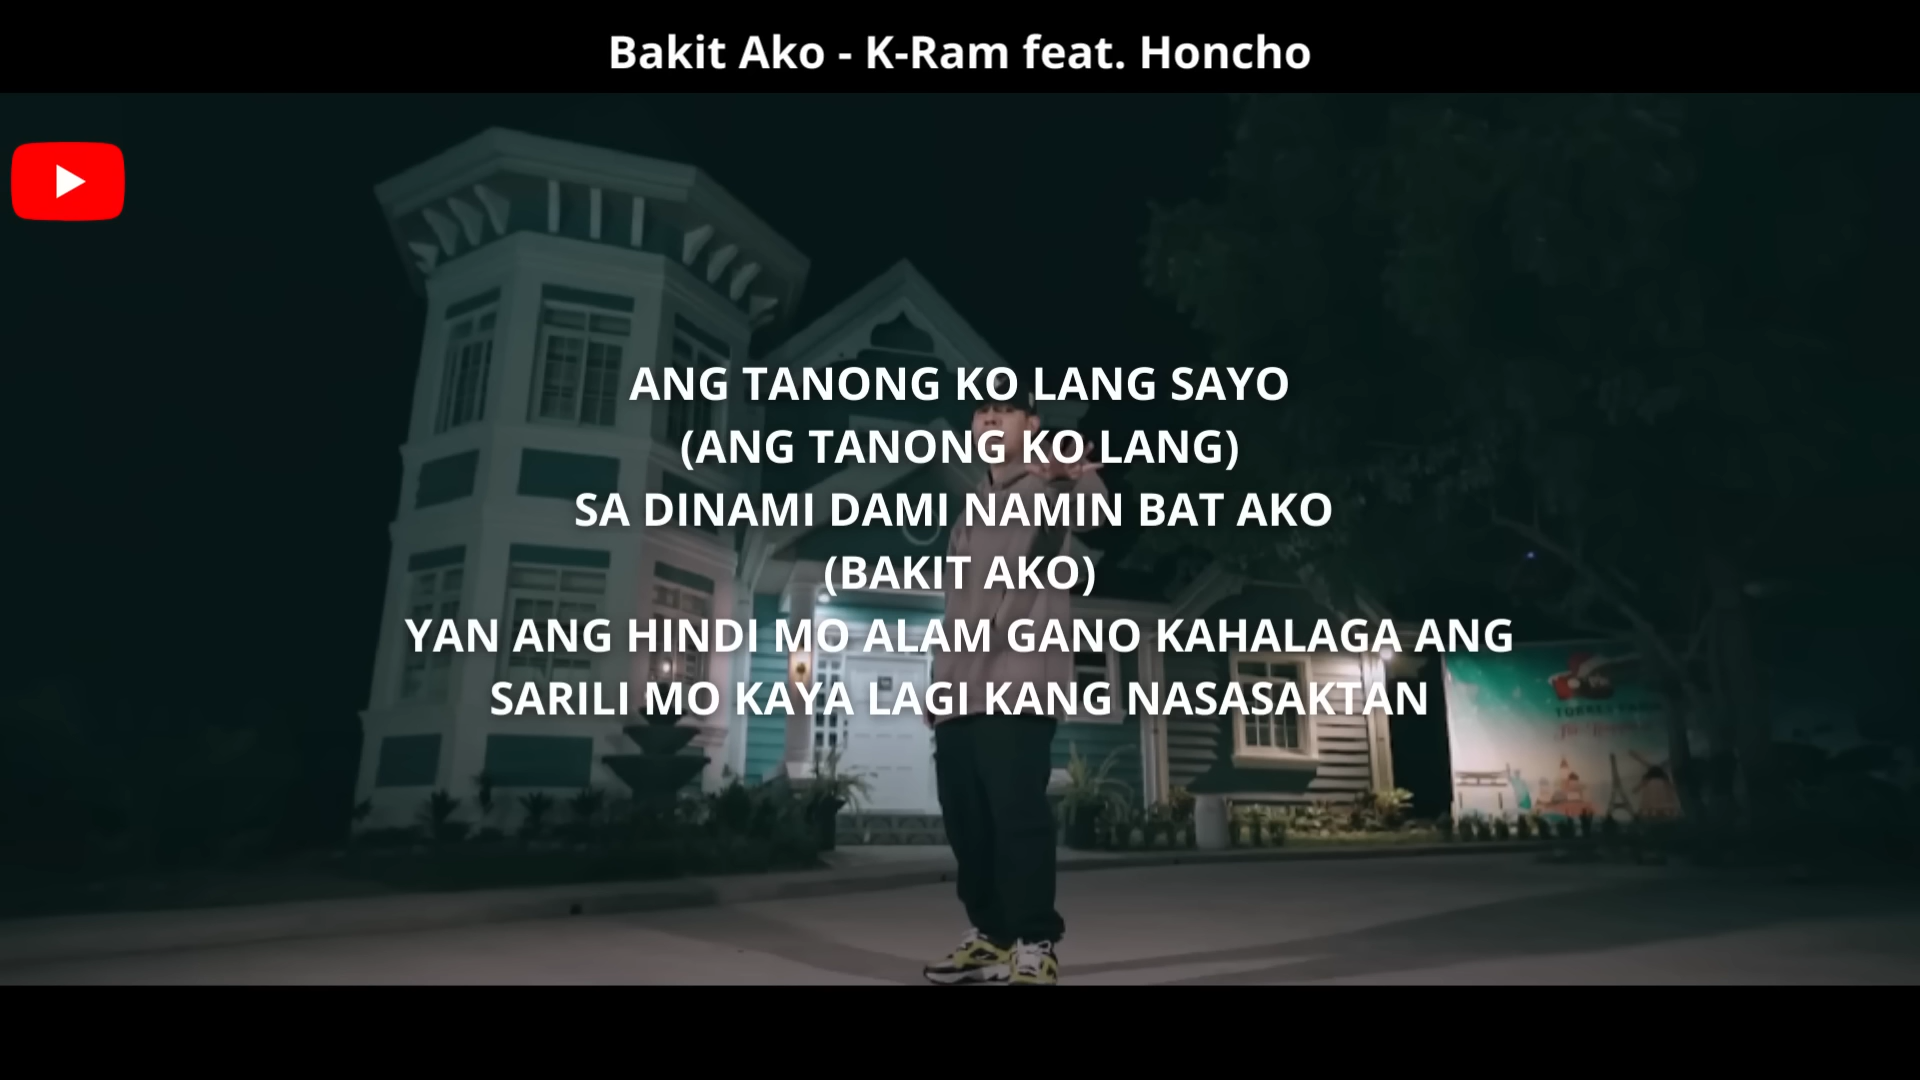 Bakit Ako - K-Ram feat. Honcho
ANG TANONG KO LANG SAYO
(ANG TANONG KO LANG)
SA DINAMI DAMI NAMIN BAT AKO
(BAKIT AKO)
YAN ANG HINDI MO ALAM GANO KAHALAGA ANG
SARILI MO KAYA LAGI KANG NASASAKTAN